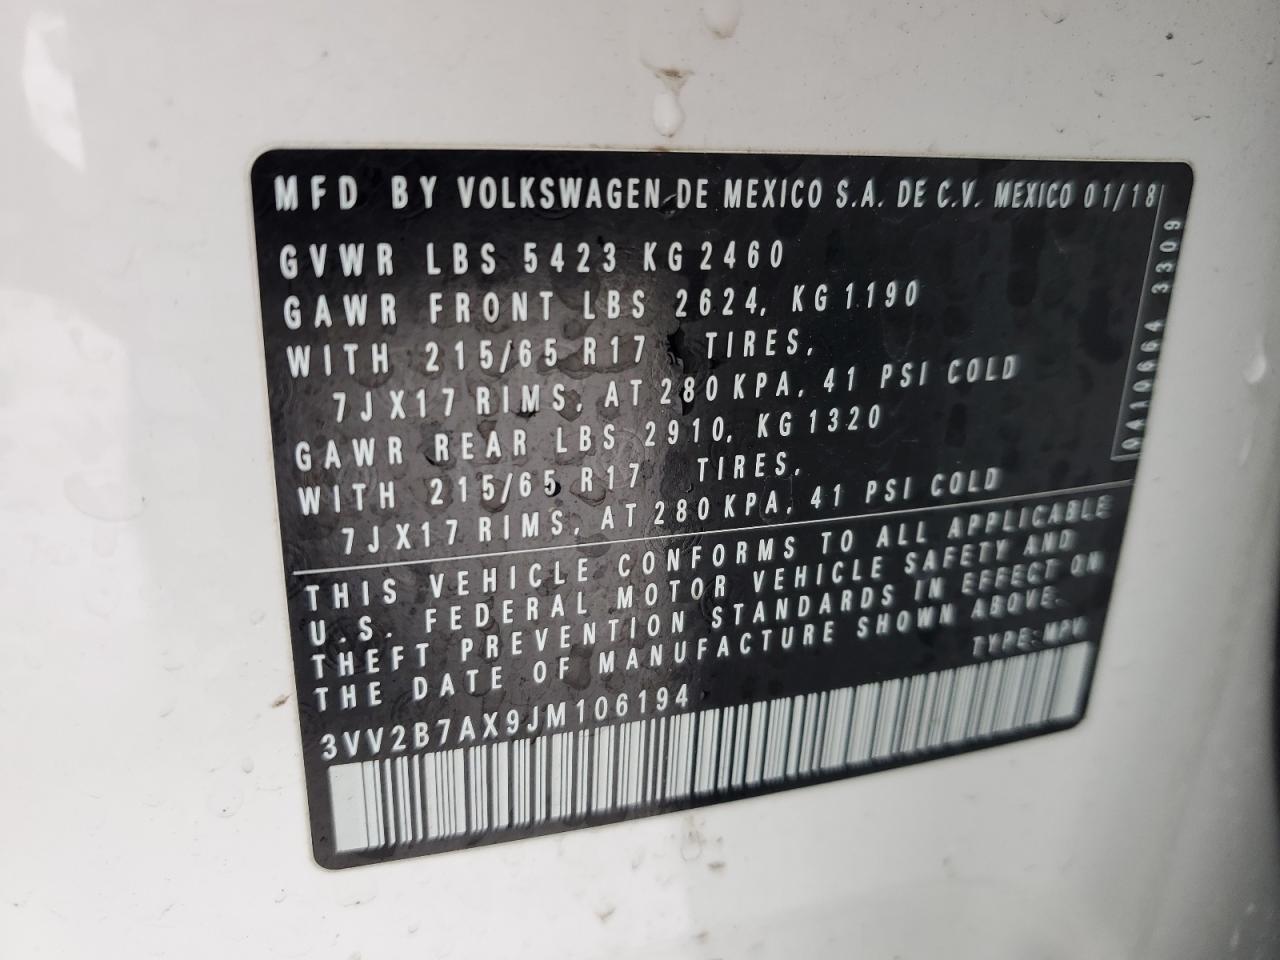 MFD BY VOLKSWAGEN DE MEXICO S.A. DE C.V. MEXICO 01/18
GVWR LBS 5423 KG 2460
GAWR FRONT LBS 2624, KG 1190
WITH 215/65 R17 TIRES,
7JX17 RIMS, AT 280 KPA, 41 PSI COLD
GAWR REAR LBS 2910, KG 1320
WITH 215/65 R17 TIRES,
7JX17 RIMS, AT 280 KPA, 41 PSI COLD
THIS VEHICLE CONFORMS TO ALL APPLICABLE
U.S. FEDERAL MOTOR VEHICLE SAFETY AND
THEFT PREVENTION STANDARDS IN EFFECT ON
THE DATE OF MANUFACTURE SHOWN ABOVE.
TYPE: MPV
3VV2B7AX9JM106194
3309